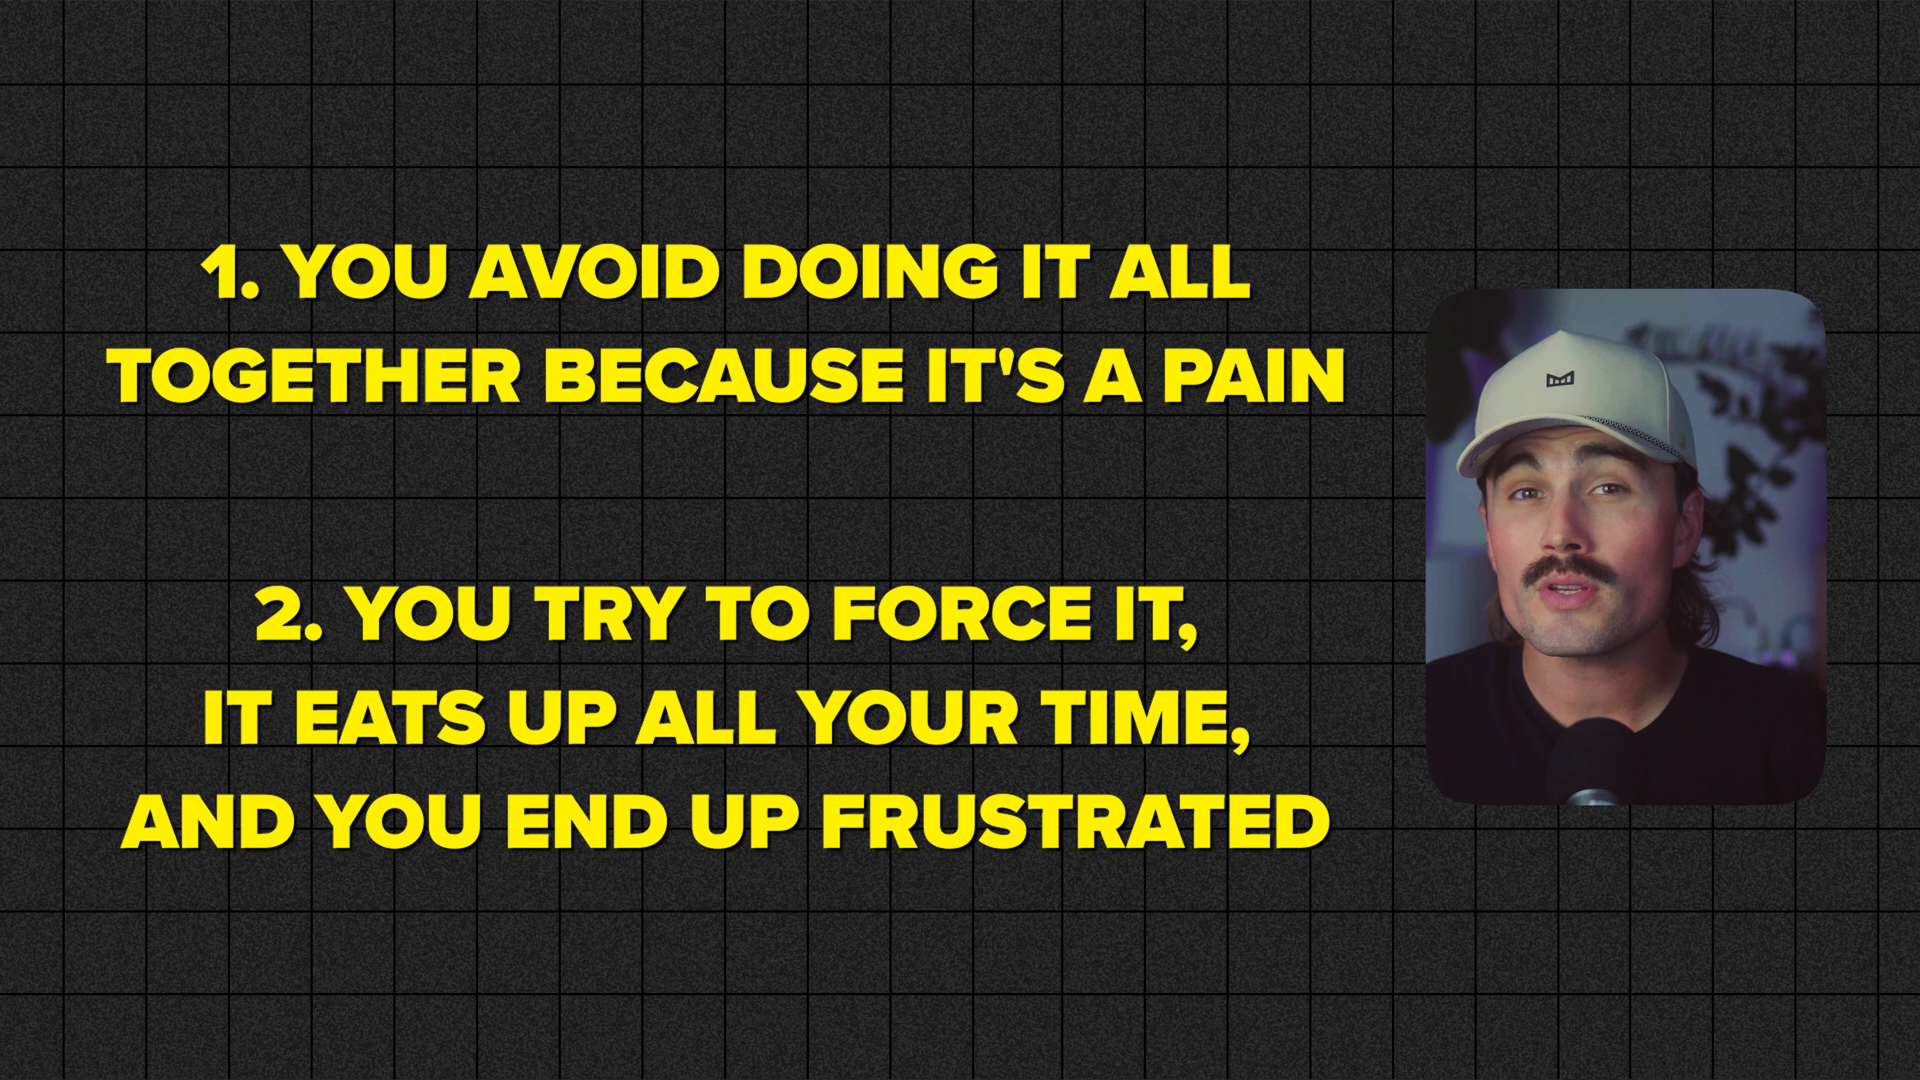 1. YOU AVOID DOING IT ALL
TOGETHER BECAUSE IT'S A PAIN
2. YOU TRY TO FORCE IT,
IT EATS UP ALL YOUR TIME,
AND YOU END UP FRUSTRATED